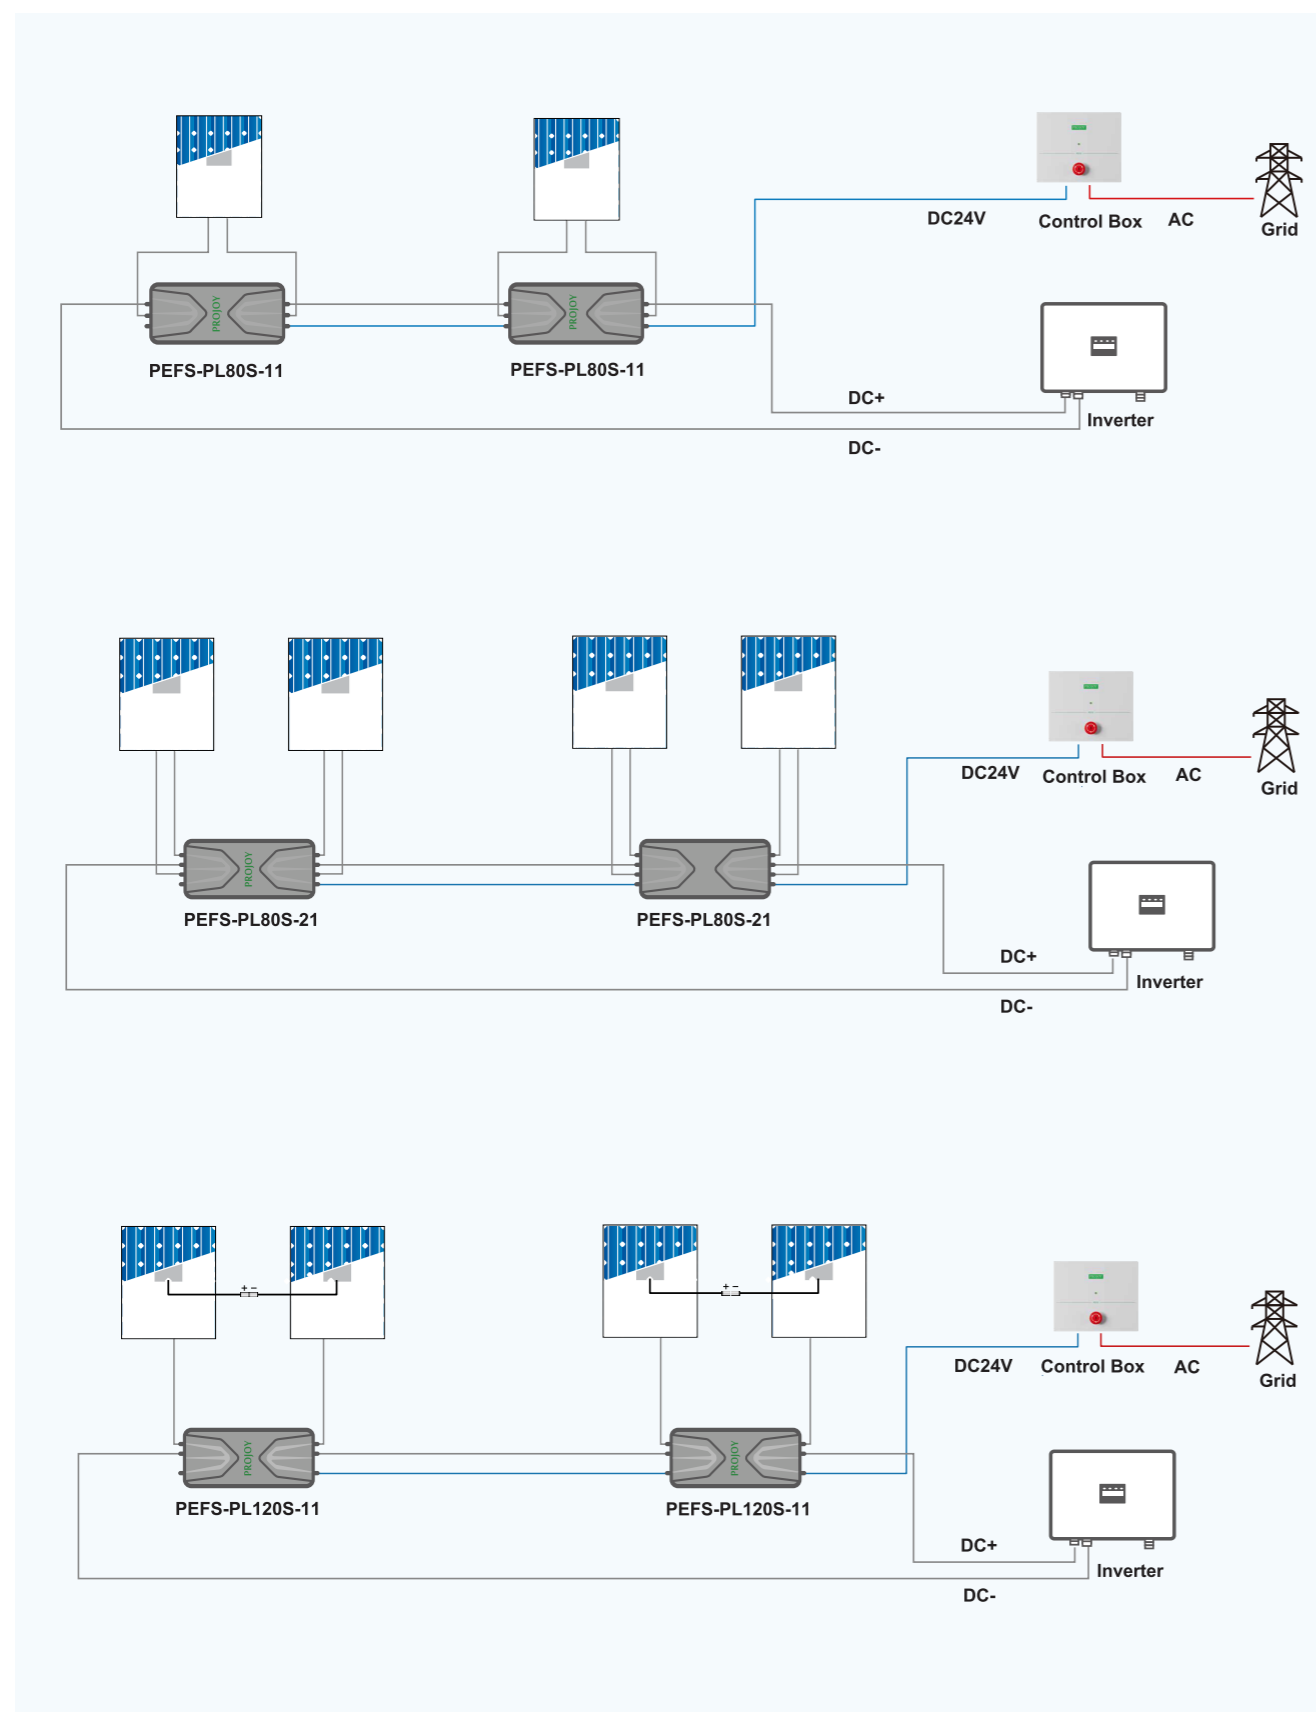 DC24V
Control Box
AC
Grid
PROJOY
PROJOY
PEFS-PL80S-11
PEFS-PL80S-11
DC+
Inverter
DC-
DC24V
Control Box
AC
Grid
PROJOY
PEFS-PL80S-21
PEFS-PL80S-21
DC+
Inverter
DC-
+ −
+ −
DC24V
Control Box
AC
Grid
PROJOY
PROJOY
PEFS-PL120S-11
PEFS-PL120S-11
DC+
Inverter
DC-